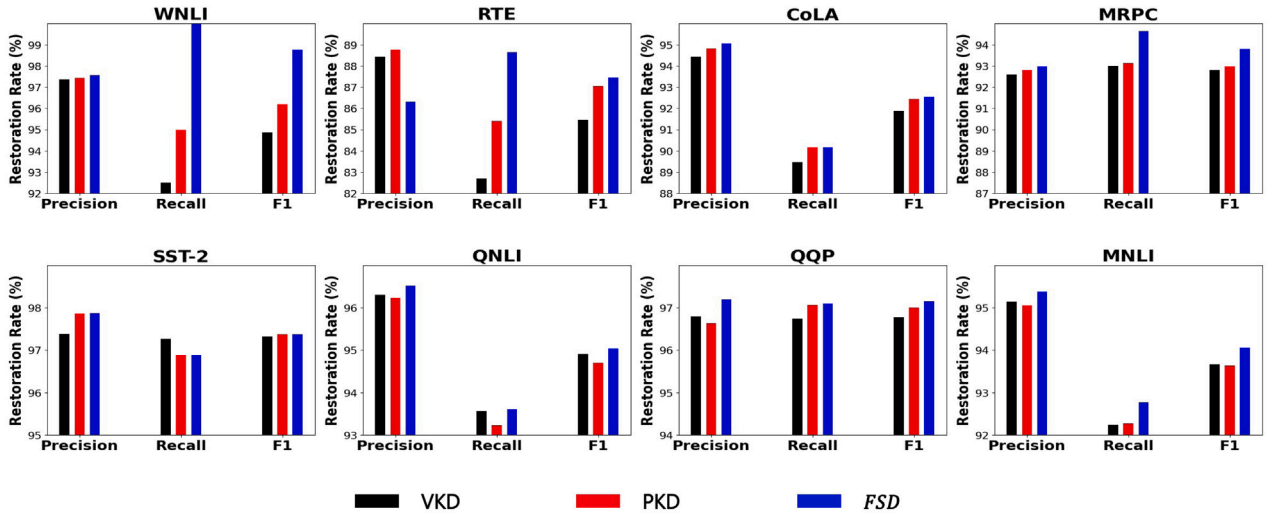 WNLI
RTE
CoLA
MRPC
Restoration Rate (%)
99
98
97
96
95
94
93
92
Precision
Recall
F1
Restoration Rate (%)
89
88
87
86
85
84
83
82
Precision
Recall
F1
Restoration Rate (%)
95
94
93
92
91
90
89
88
Precision
Recall
F1
Restoration Rate (%)
94
93
92
91
90
89
88
87
Precision
Recall
F1
SST-2
QNLI
QQP
MNLI
Restoration Rate (%)
98
97
96
95
Precision
Recall
F1
Restoration Rate (%)
96
95
94
93
Precision
Recall
F1
Restoration Rate (%)
97
96
95
94
Precision
Recall
F1
Restoration Rate (%)
95
94
93
92
Precision
Recall
F1
VKD
PKD
FSD